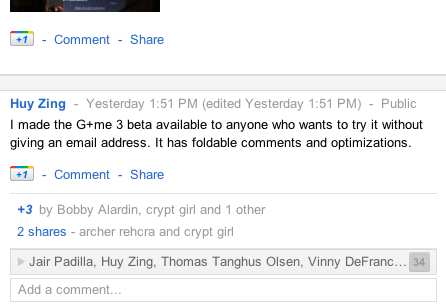 +1 - Comment - Share
Huy Zing - Yesterday 1:51 PM (edited Yesterday 1:51 PM) - Public
I made the G+me 3 beta available to anyone who wants to try it without
giving an email address. It has foldable comments and optimizations.
+1 - Comment - Share
+3 by Bobby Alardin, crypt girl and 1 other
2 shares - archer rehcra and crypt girl
Jair Padilla, Huy Zing, Thomas Tanghus Olsen, Vinny DeFranc... 34
Add a comment...